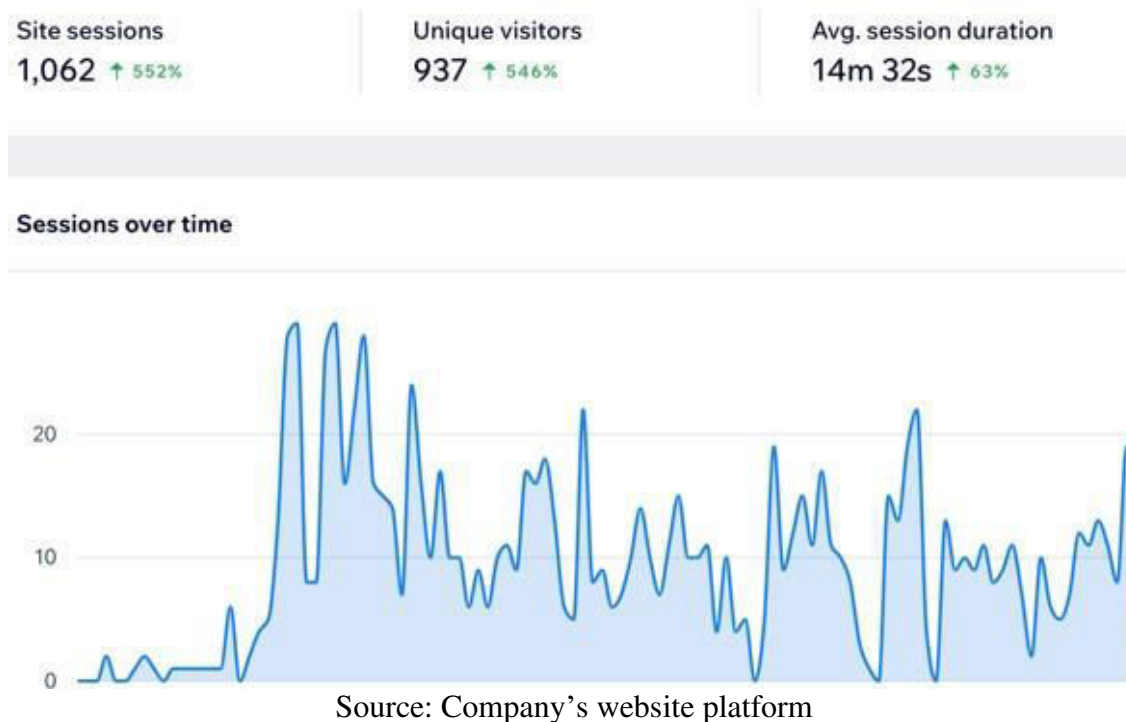 Site sessions
1,062 ↑ 552%
Unique visitors
937 ↑ 546%
Avg. session duration
14m 32s ↑ 63%
Sessions over time
20
10
0
Source: Company's website platform